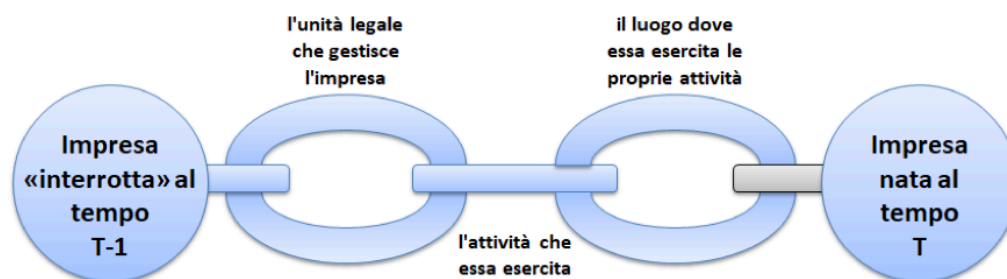 l'unità legale
che gestisce
l'impresa
il luogo dove
essa esercita le
proprie attività
Impresa
«interrotta» al
tempo
T-1
Impresa
nata al
tempo
T
l'attività che
essa esercita